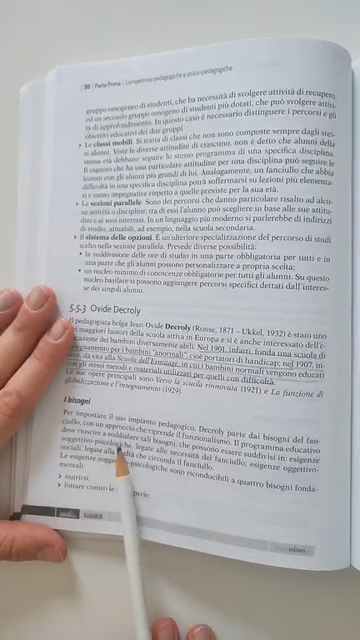 88 | Parte Prima | Competenze pedagogiche e psico-pedagogiche
gruppo omogeneo di studenti, che ha necessità di svolgere attività di recupero,
ed un secondo gruppo omogeneo di studenti più dotati, che può svolgere attivi-
tà di approfondimento. In questo caso è necessario distinguere i percorsi e gli
obiettivi educativi dei due gruppi.
› Le classi mobili. Si tratta di classi che non sono composte sempre dagli stes-
si alunni. Viste le diverse attitudini di ciascuno, non è detto che alunni della
stessa età debbano seguire lo stesso programma di una specifica disciplina.
Il ragazzo che ha una particolare attitudine per una disciplina può seguire le
lezioni con gli alunni più grandi di lui. Analogamente, un fanciullo che abbia
difficoltà in una specifica disciplina potrà soffermarsi su lezioni più elementa-
ri e meno impegnative rispetto a quelle previste per la sua età.
› Le sezioni parallele. Sono dei percorsi che danno particolare risalto ad alcu-
ne attività o discipline: tra di essi l'alunno può scegliere in base alle sue attitu-
dini e ai suoi interessi. In un linguaggio più moderno si parlerebbe di indirizzi
di studio, attuabili, ad esempio, nella scuola secondaria.
› Il sistema delle opzioni. È un'ulteriore specializzazione del percorso di studi
scelto nella sezione parallela. Prevede diverse possibilità:
• la suddivisione delle ore di studio in una parte obbligatoria per tutti e in
una parte che gli alunni possono personalizzare a propria scelta;
• un nucleo minimo di conoscenze obbligatorie per tutti gli alunni. Su questo
nucleo basilare si possono aggiungere percorsi specifici dettati dall'interes-
se dei singoli alunni.
5.5.3 Ovide Decroly
Il pedagogista belga Jean-Ovide Decroly (Ronse, 1871 – Ukkel, 1932) è stato uno
dei maggiori fautori della scuola attiva in Europa e si è anche interessato dell'e-
ducazione dei bambini diversamente abili. Nel 1901, infatti, fonda una scuola di
insegnamento per i bambini "anormali", cioè portatori di handicap; nel 1907, in-
vece, dà vita alla Scuola dell'Ermitage, in cui i bambini normali vengono educati
con gli stessi metodi e materiali utilizzati per quelli con difficoltà.
Le sue opere principali sono Verso la scuola rinnovata (1921) e La funzione di
globalizzazione e l'insegnamento (1929).
I bisogni
Per impostare il suo impianto pedagogico, Decroly parte dai bisogni del fan-
ciullo, con un approccio che riprende il funzionalismo. Il programma educativo
deve riuscire a soddisfare tali bisogni, che possono essere suddivisi in: esigenze
soggettivo-psicologiche, legate alle necessità del fanciullo; esigenze oggettivo-
sociali, legate alla che circonda il fanciullo.
Le esigenze soggettivo-psicologiche sono riconducibili a quattro bisogni fonda-
mentali:
› nutrirsi;
› lottare contro le
EdiSES
edises